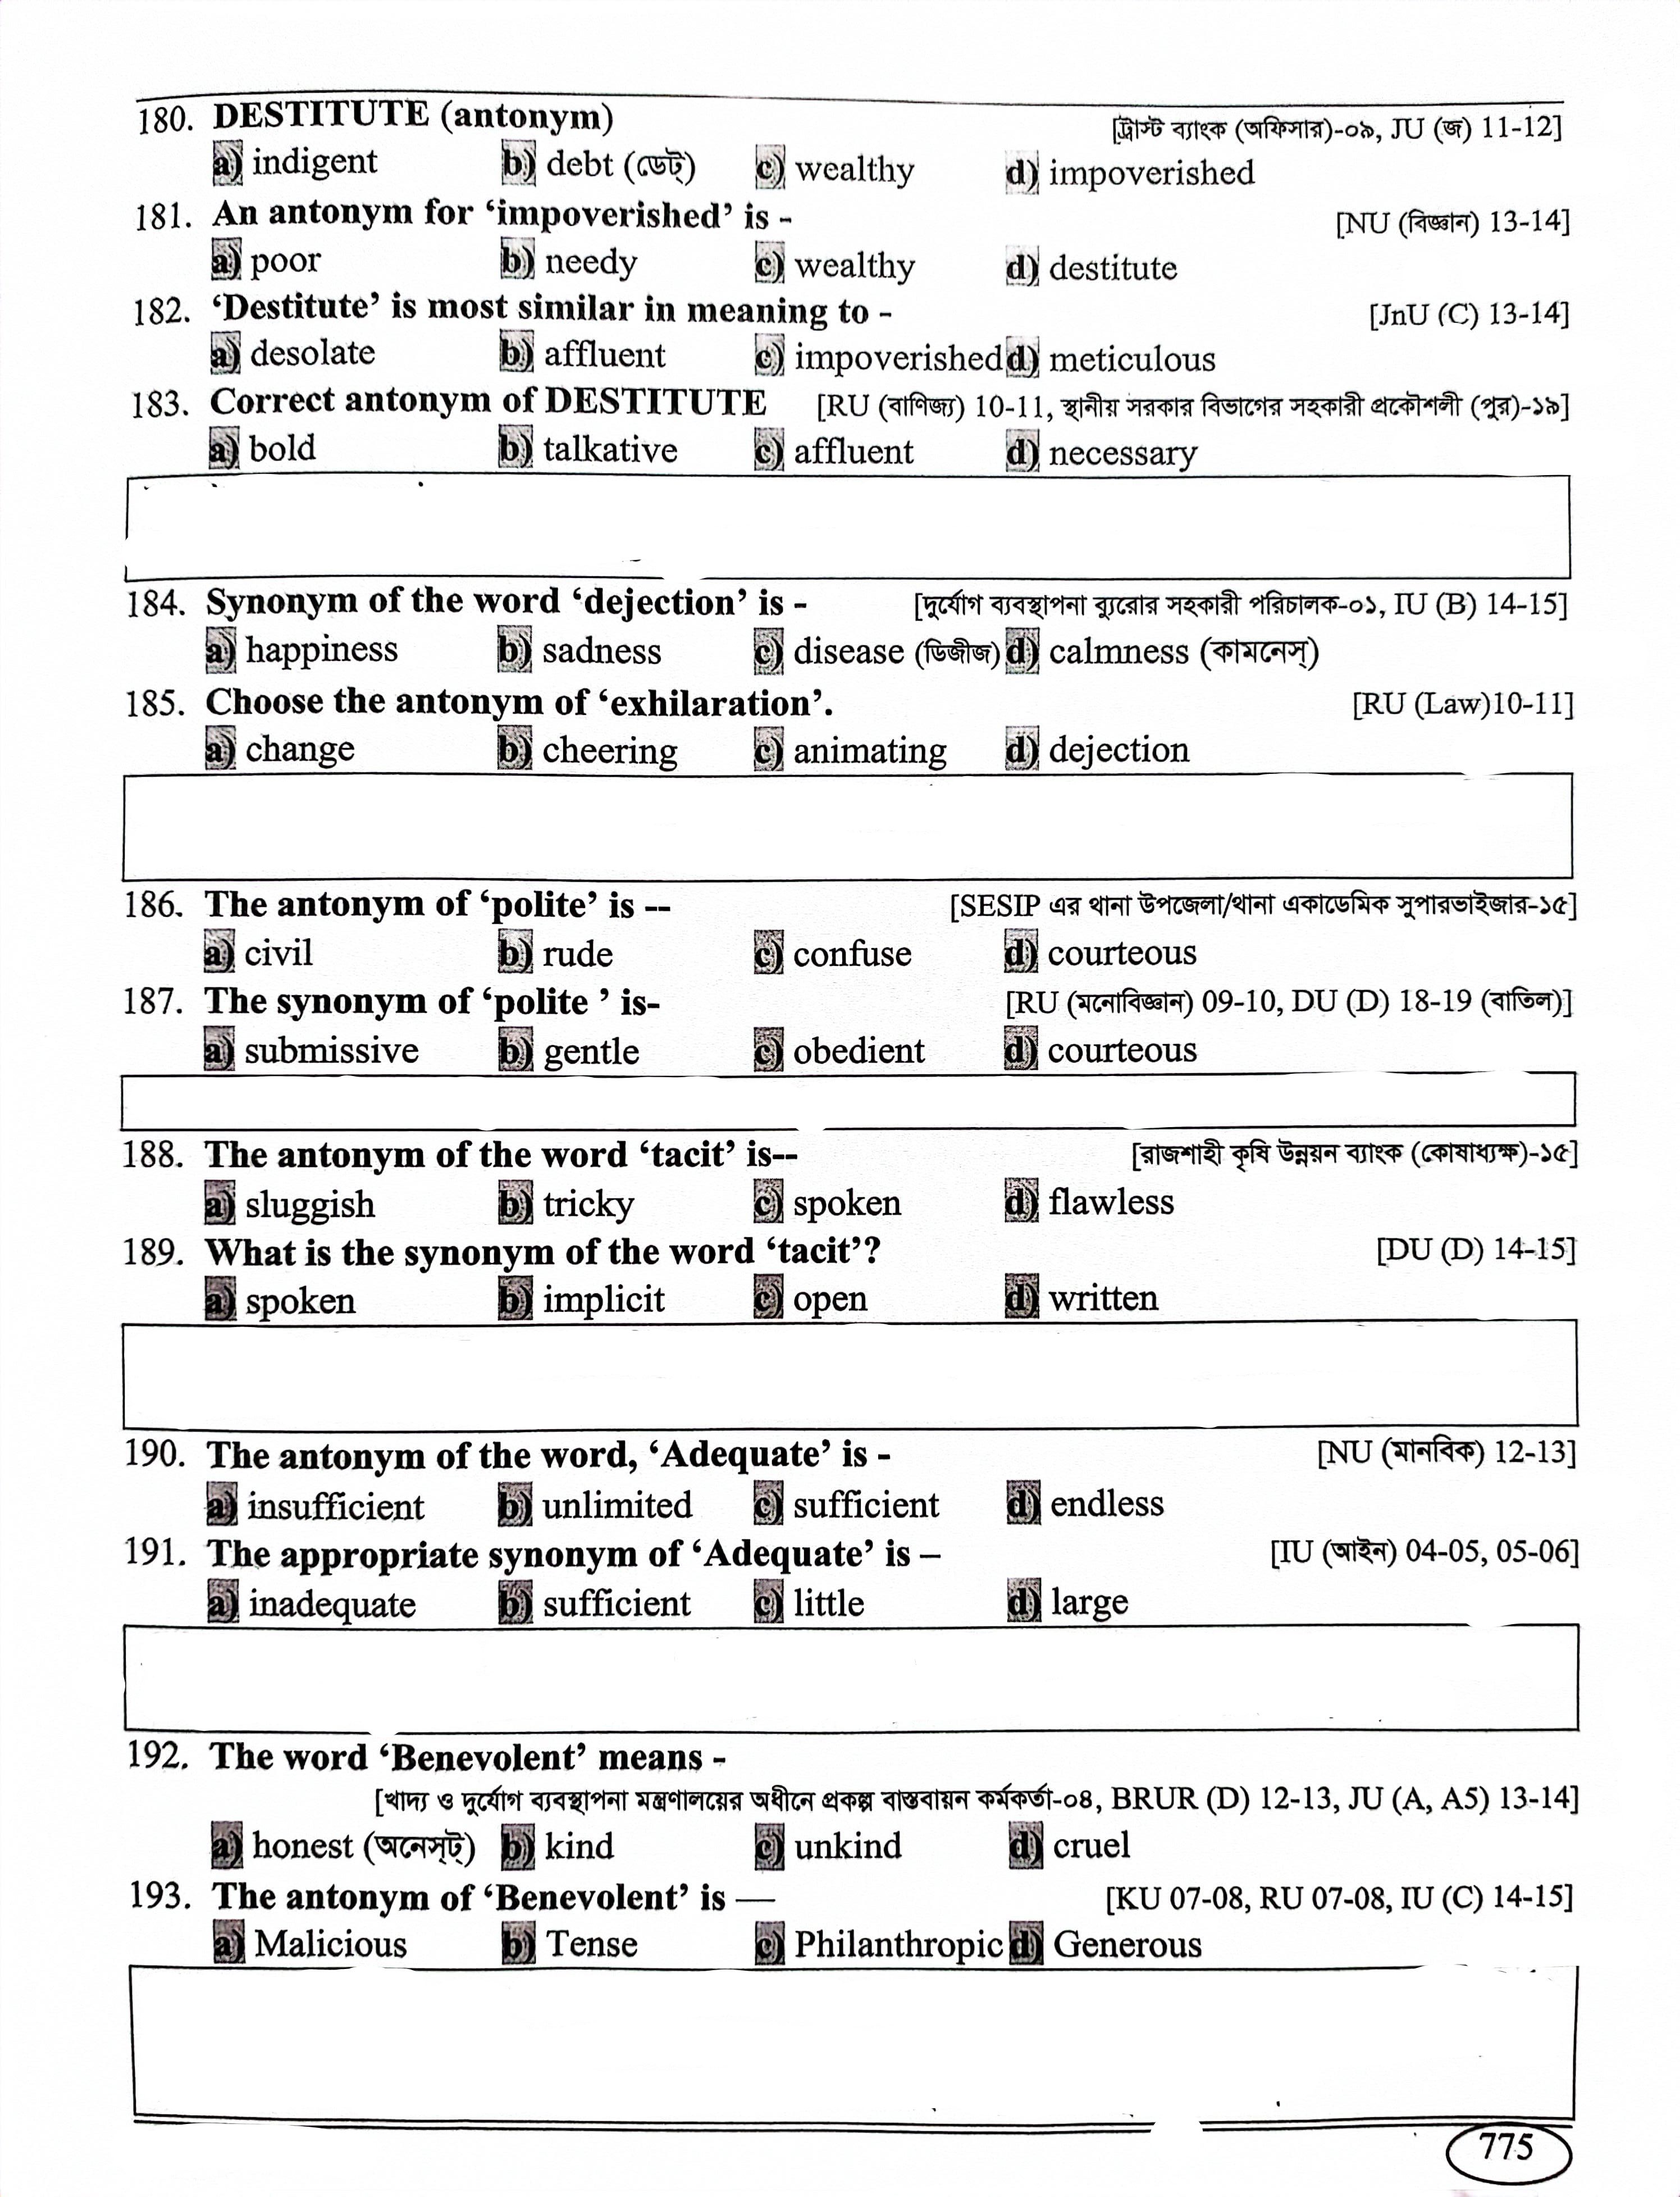 180. DESTITUTE (antonym) [ট্রাস্ট ব্যাংক (অফিসার)-০৯, JU (জ) 11-12]
a) indigent b) debt (ডেট্) c) wealthy d) impoverished
181. An antonym for ‘impoverished’ is - [NU (বিজ্ঞান) 13-14]
a) poor b) needy c) wealthy d) destitute
182. ‘Destitute’ is most similar in meaning to - [JnU (C) 13-14]
a) desolate b) affluent c) impoverished d) meticulous
183. Correct antonym of DESTITUTE [RU (বাণিজ্য) 10-11, স্থানীয় সরকার বিভাগের সহকারী প্রকৌশলী (পুর)-১৯]
a) bold b) talkative c) affluent d) necessary
184. Synonym of the word ‘dejection’ is - [দুর্যোগ ব্যবস্থাপনা ব্যুরোর সহকারী পরিচালক-০১, IU (B) 14-15]
a) happiness b) sadness c) disease (ডিজীজ) d) calmness (কামনেস্)
185. Choose the antonym of ‘exhilaration’. [RU (Law)10-11]
a) change b) cheering c) animating d) dejection
186. The antonym of ‘polite’ is -- [SESIP এর থানা উপজেলা/থানা একাডেমিক সুপারভাইজার-১৫]
a) civil b) rude c) confuse d) courteous
187. The synonym of ‘polite ’ is- [RU (মনোবিজ্ঞান) 09-10, DU (D) 18-19 (বাতিল)]
a) submissive b) gentle c) obedient d) courteous
188. The antonym of the word ‘tacit’ is-- [রাজশাহী কৃষি উন্নয়ন ব্যাংক (কোষাধ্যক্ষ)-১৫]
a) sluggish b) tricky c) spoken d) flawless
189. What is the synonym of the word ‘tacit’? [DU (D) 14-15]
a) spoken b) implicit c) open d) written
190. The antonym of the word, ‘Adequate’ is - [NU (মানবিক) 12-13]
a) insufficient b) unlimited c) sufficient d) endless
191. The appropriate synonym of ‘Adequate’ is – [IU (আইন) 04-05, 05-06]
a) inadequate b) sufficient c) little d) large
192. The word ‘Benevolent’ means -
[খাদ্য ও দুর্যোগ ব্যবস্থাপনা মন্ত্রণালয়ের অধীনে প্রকল্প বাস্তবায়ন কর্মকর্তা-০৪, BRUR (D) 12-13, JU (A, A5) 13-14]
a) honest (অনেস্ট্) b) kind c) unkind d) cruel
193. The antonym of ‘Benevolent’ is — [KU 07-08, RU 07-08, IU (C) 14-15]
a) Malicious b) Tense c) Philanthropic d) Generous
775